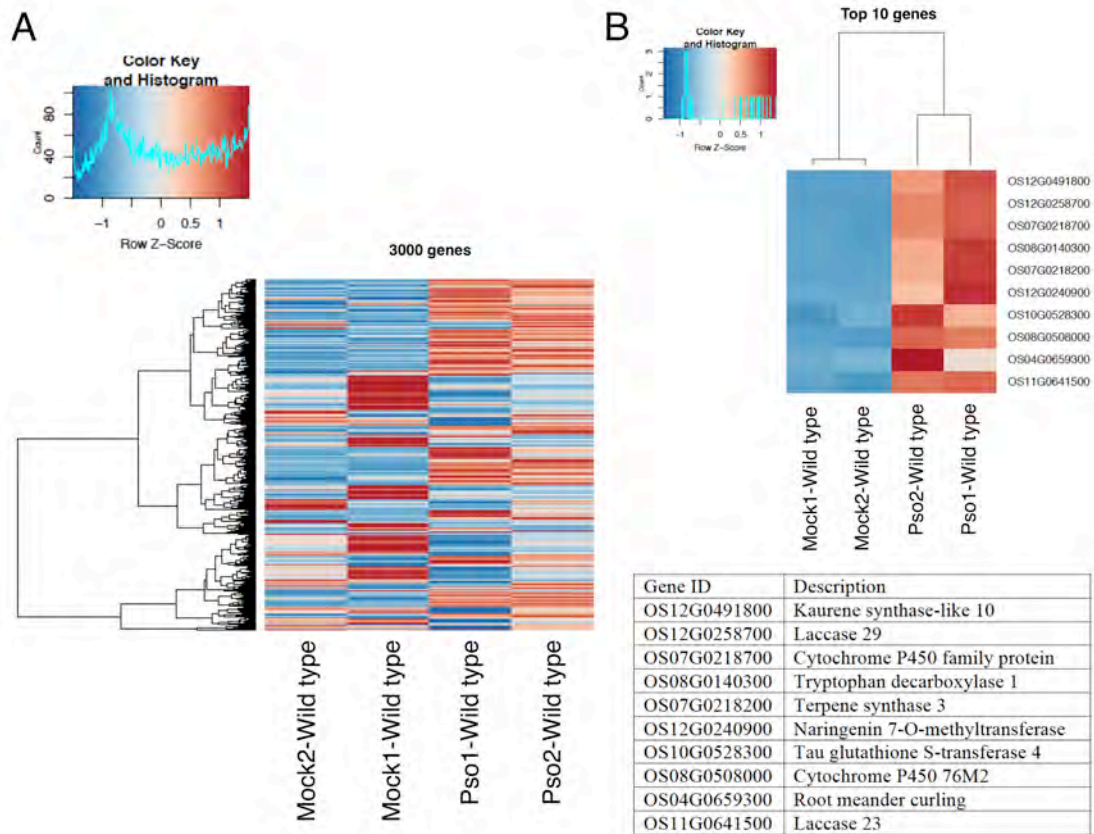 A
Color Key
and Histogram
Count
0 40 80
−1 0 0.5 1
Row Z−Score
3000 genes
Mock2-Wild type
Mock1-Wild type
Pso1-Wild type
Pso2-Wild type
B
Top 10 genes
Color Key
and Histogram
Count
0 1 2 3
−1 0 0.5 1
Row Z−Score
OS12G0491800
OS12G0258700
OS07G0218700
OS08G0140300
OS07G0218200
OS12G0240900
OS10G0528300
OS08G0508000
OS04G0659300
OS11G0641500
Mock1-Wild type
Mock2-Wild type
Pso2-Wild type
Pso1-Wild type
Gene ID Description
OS12G0491800 Kaurene synthase-like 10
OS12G0258700 Laccase 29
OS07G0218700 Cytochrome P450 family protein
OS08G0140300 Tryptophan decarboxylase 1
OS07G0218200 Terpene synthase 3
OS12G0240900 Naringenin 7-O-methyltransferase
OS10G0528300 Tau glutathione S-transferase 4
OS08G0508000 Cytochrome P450 76M2
OS04G0659300 Root meander curling
OS11G0641500 Laccase 23